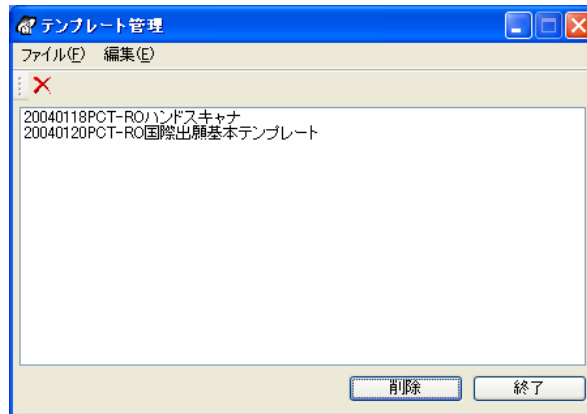 テンプレート管理
ファイル(F) 編集(E)
20040118PCT-ROハンドスキャナ
20040120PCT-RO国際出願基本テンプレート
削除 終了